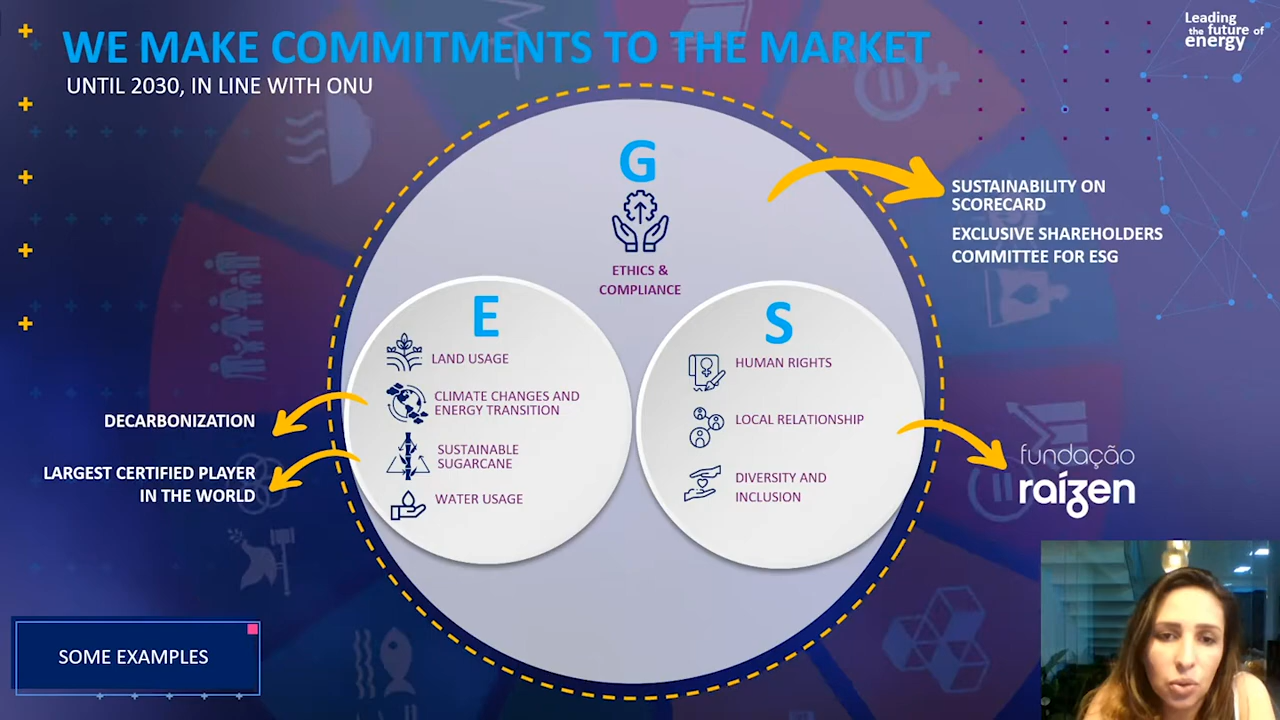 WE MAKE COMMITMENTS TO THE MARKET
UNTIL 2030, IN LINE WITH ONU
Leading
the future of
energy
G
ETHICS &
COMPLIANCE
SUSTAINABILITY ON
SCORECARD
EXCLUSIVE SHAREHOLDERS
COMMITTEE FOR ESG
E
LAND USAGE
CLIMATE CHANGES AND
ENERGY TRANSITION
SUSTAINABLE
SUGARCANE
WATER USAGE
S
HUMAN RIGHTS
LOCAL RELATIONSHIP
DIVERSITY AND
INCLUSION
DECARBONIZATION
LARGEST CERTIFIED PLAYER
IN THE WORLD
fundação
raízen
SOME EXAMPLES